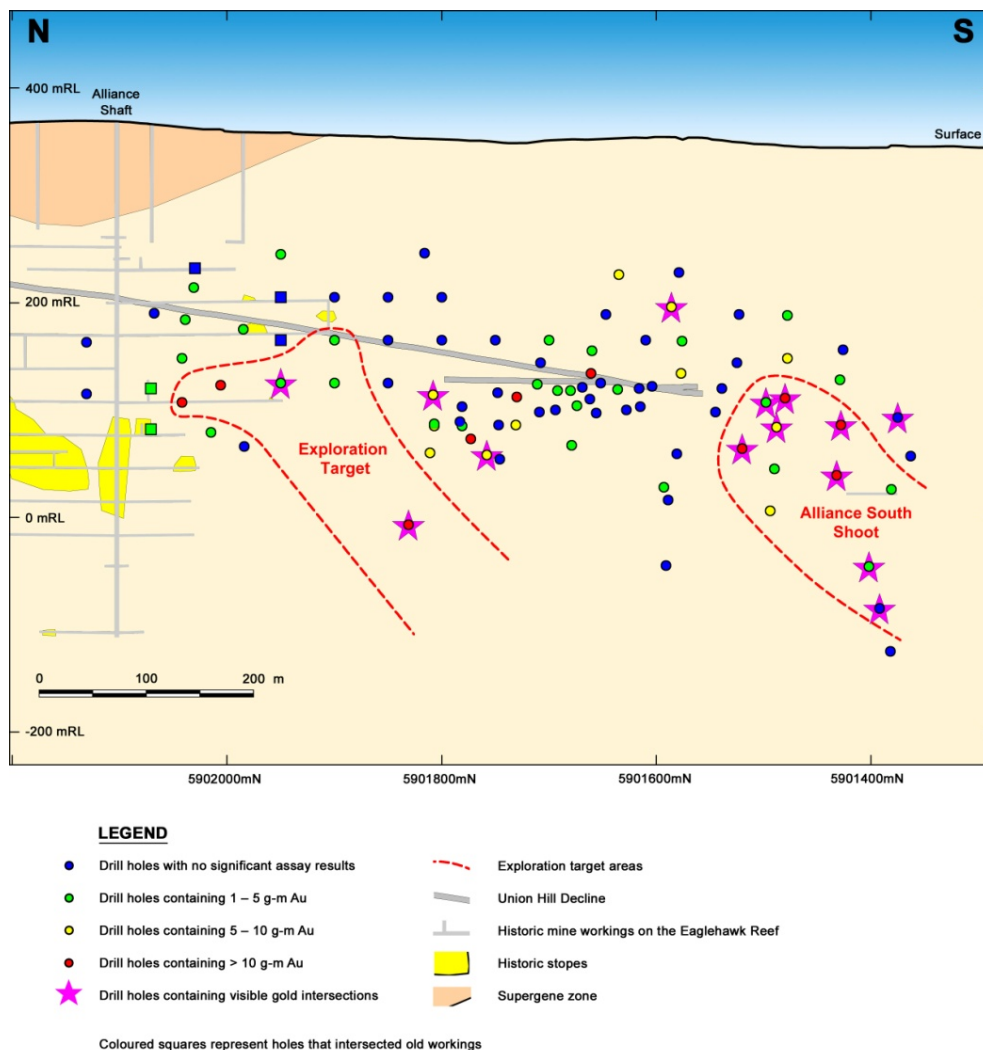 N
S
400 mRL
Alliance
Shaft
Surface
200 mRL
Exploration
Target
0 mRL
Alliance South
Shoot
0 100 200 m
-200 mRL
5902000mN 5901800mN 5901600mN 5901400mN
LEGEND
Drill holes with no significant assay results
Drill holes containing 1 – 5 g-m Au
Drill holes containing 5 – 10 g-m Au
Drill holes containing > 10 g-m Au
Drill holes containing visible gold intersections
Exploration target areas
Union Hill Decline
Historic mine workings on the Eaglehawk Reef
Historic stopes
Supergene zone
Coloured squares represent holes that intersected old workings